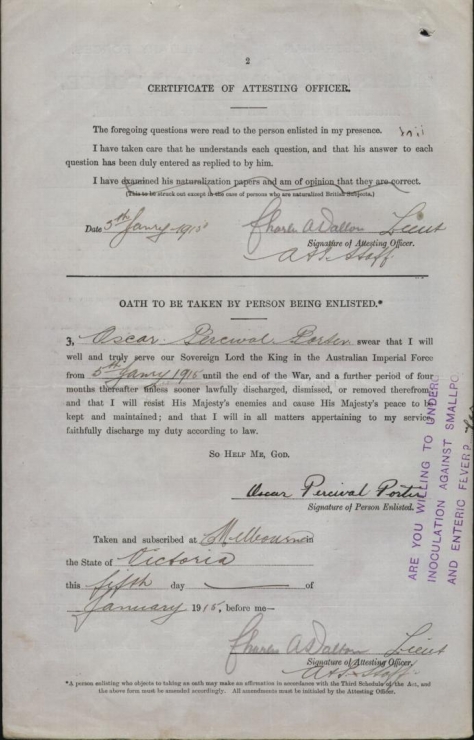 2
CERTIFICATE OF ATTESTING OFFICER.
The foregoing questions were read to the person enlisted in my presence.
I have taken care that he understands each question, and that his answer to each
question has been duly entered as replied to by him.
I have examined his naturalization papers and am of opinion that they are correct.
(This to be struck out except in the case of persons who are naturalized British Subjects.)
Date 5th Janry 1915 Charles A Dalton Lieut
Signature of Attesting Officer.
Staff
OATH TO BE TAKEN BY PERSON BEING ENLISTED.*
3, Oscar Percival Porter swear that I will
well and truly serve our Sovereign Lord the King in the Australian Imperial Force
from 5th Janry 1915 until the end of the War, and a further period of four
months thereafter unless sooner lawfully discharged, dismissed, or removed therefrom
and that I will resist His Majesty's enemies and cause His Majesty's peace to be
kept and maintained; and that I will in all matters appertaining to my service
faithfully discharge my duty according to law.
SO HELP ME, GOD.
Oscar Percival Porter
Signature of Person Enlisted.
Taken and subscribed at Melbourne in
the State of Victoria
this fifth day of
January 1915, before me—
Charles A Dalton Lieut
Signature of Attesting Officer.
Staff
*A person enlisting who objects to taking an oath may make an affirmation in accordance with the Third Schedule of the Act, and
the above form must be amended accordingly. All amendments must be initialed by the Attesting Officer.
ARE YOU WILLING TO UNDERG
INOCULATION AGAINST SMALLPO
AND ENTERIC FEVER?